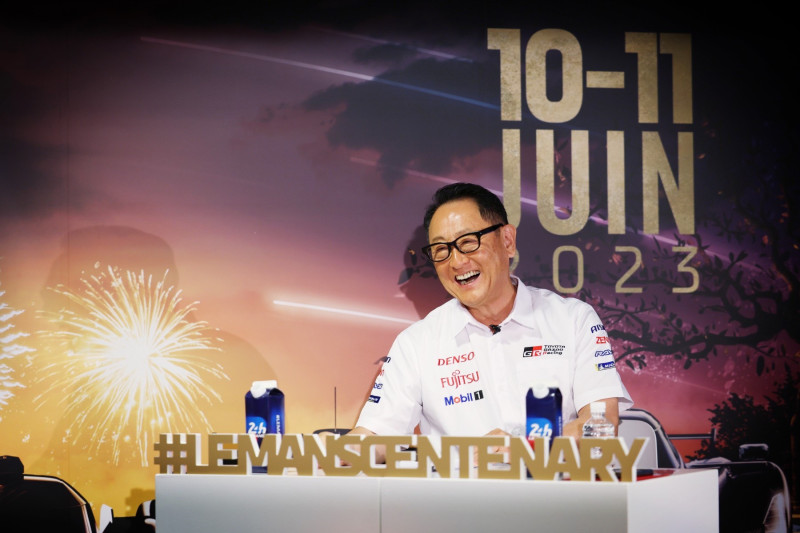 10-11
JUIN
2023
DENSO
FUJITSU
Mobil 1
GR
TOYOTA
GAZOO
Racing
24h
24h
#LEMANSCENTENARY